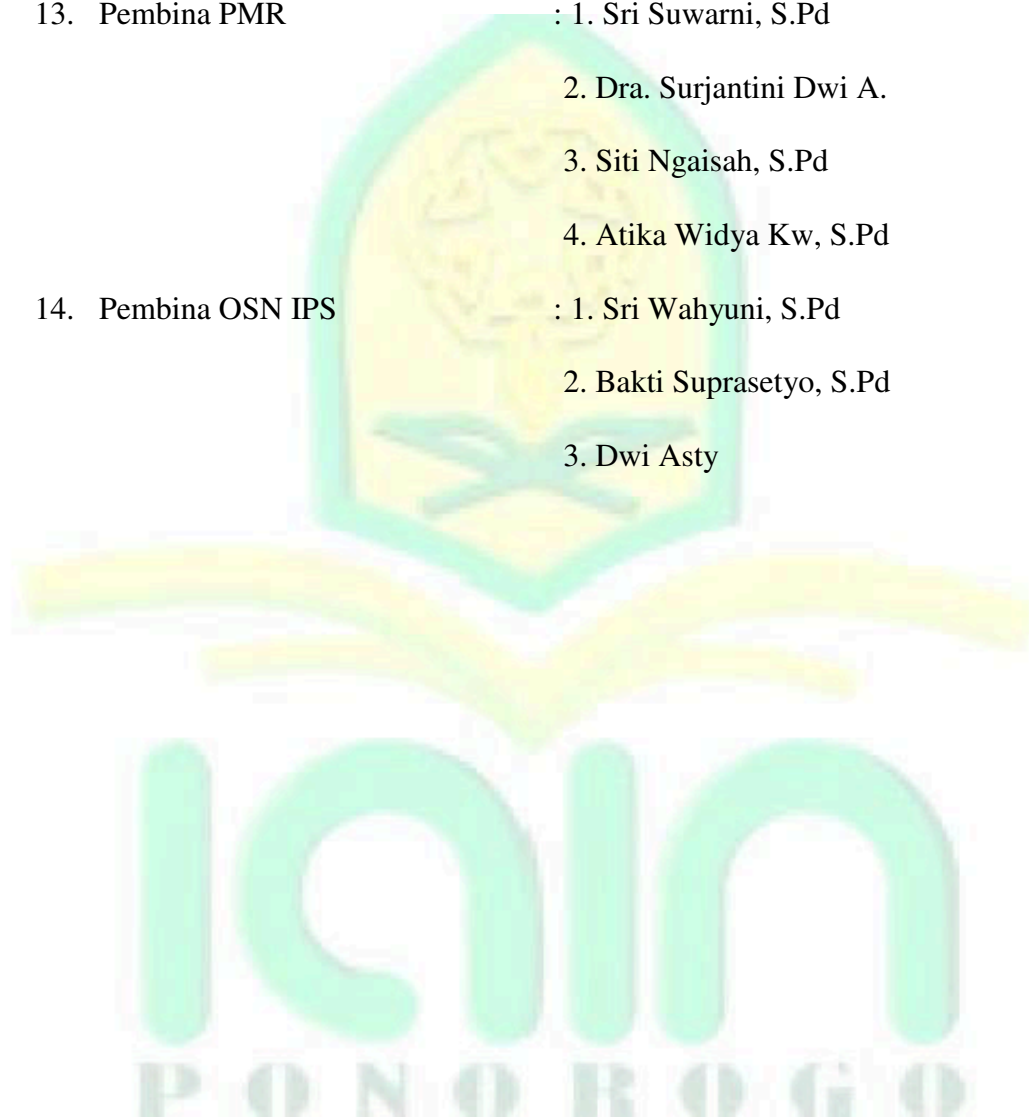 13. Pembina PMR : 1. Sri Suwarni, S.Pd
2. Dra. Surjantini Dwi A.
3. Siti Ngaisah, S.Pd
4. Atika Widya Kw, S.Pd
14. Pembina OSN IPS : 1. Sri Wahyuni, S.Pd
2. Bakti Suprasetyo, S.Pd
3. Dwi Asty
IAIN
PONOROGO